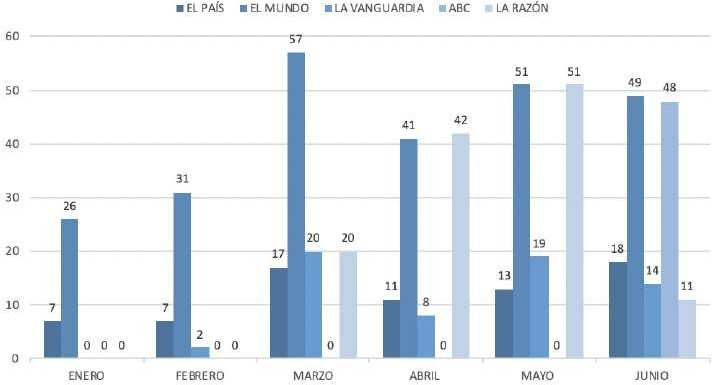 EL PAÍS EL MUNDO LA VANGUARDIA ABC LA RAZÓN
60
50
40
30
20
10
0
7 26 0 0 0
7 31 2 0 0
17 57 20 0 20
11 41 8 0 42
13 51 19 0 51
18 49 14 48 11
ENERO FEBRERO MARZO ABRIL MAYO JUNIO